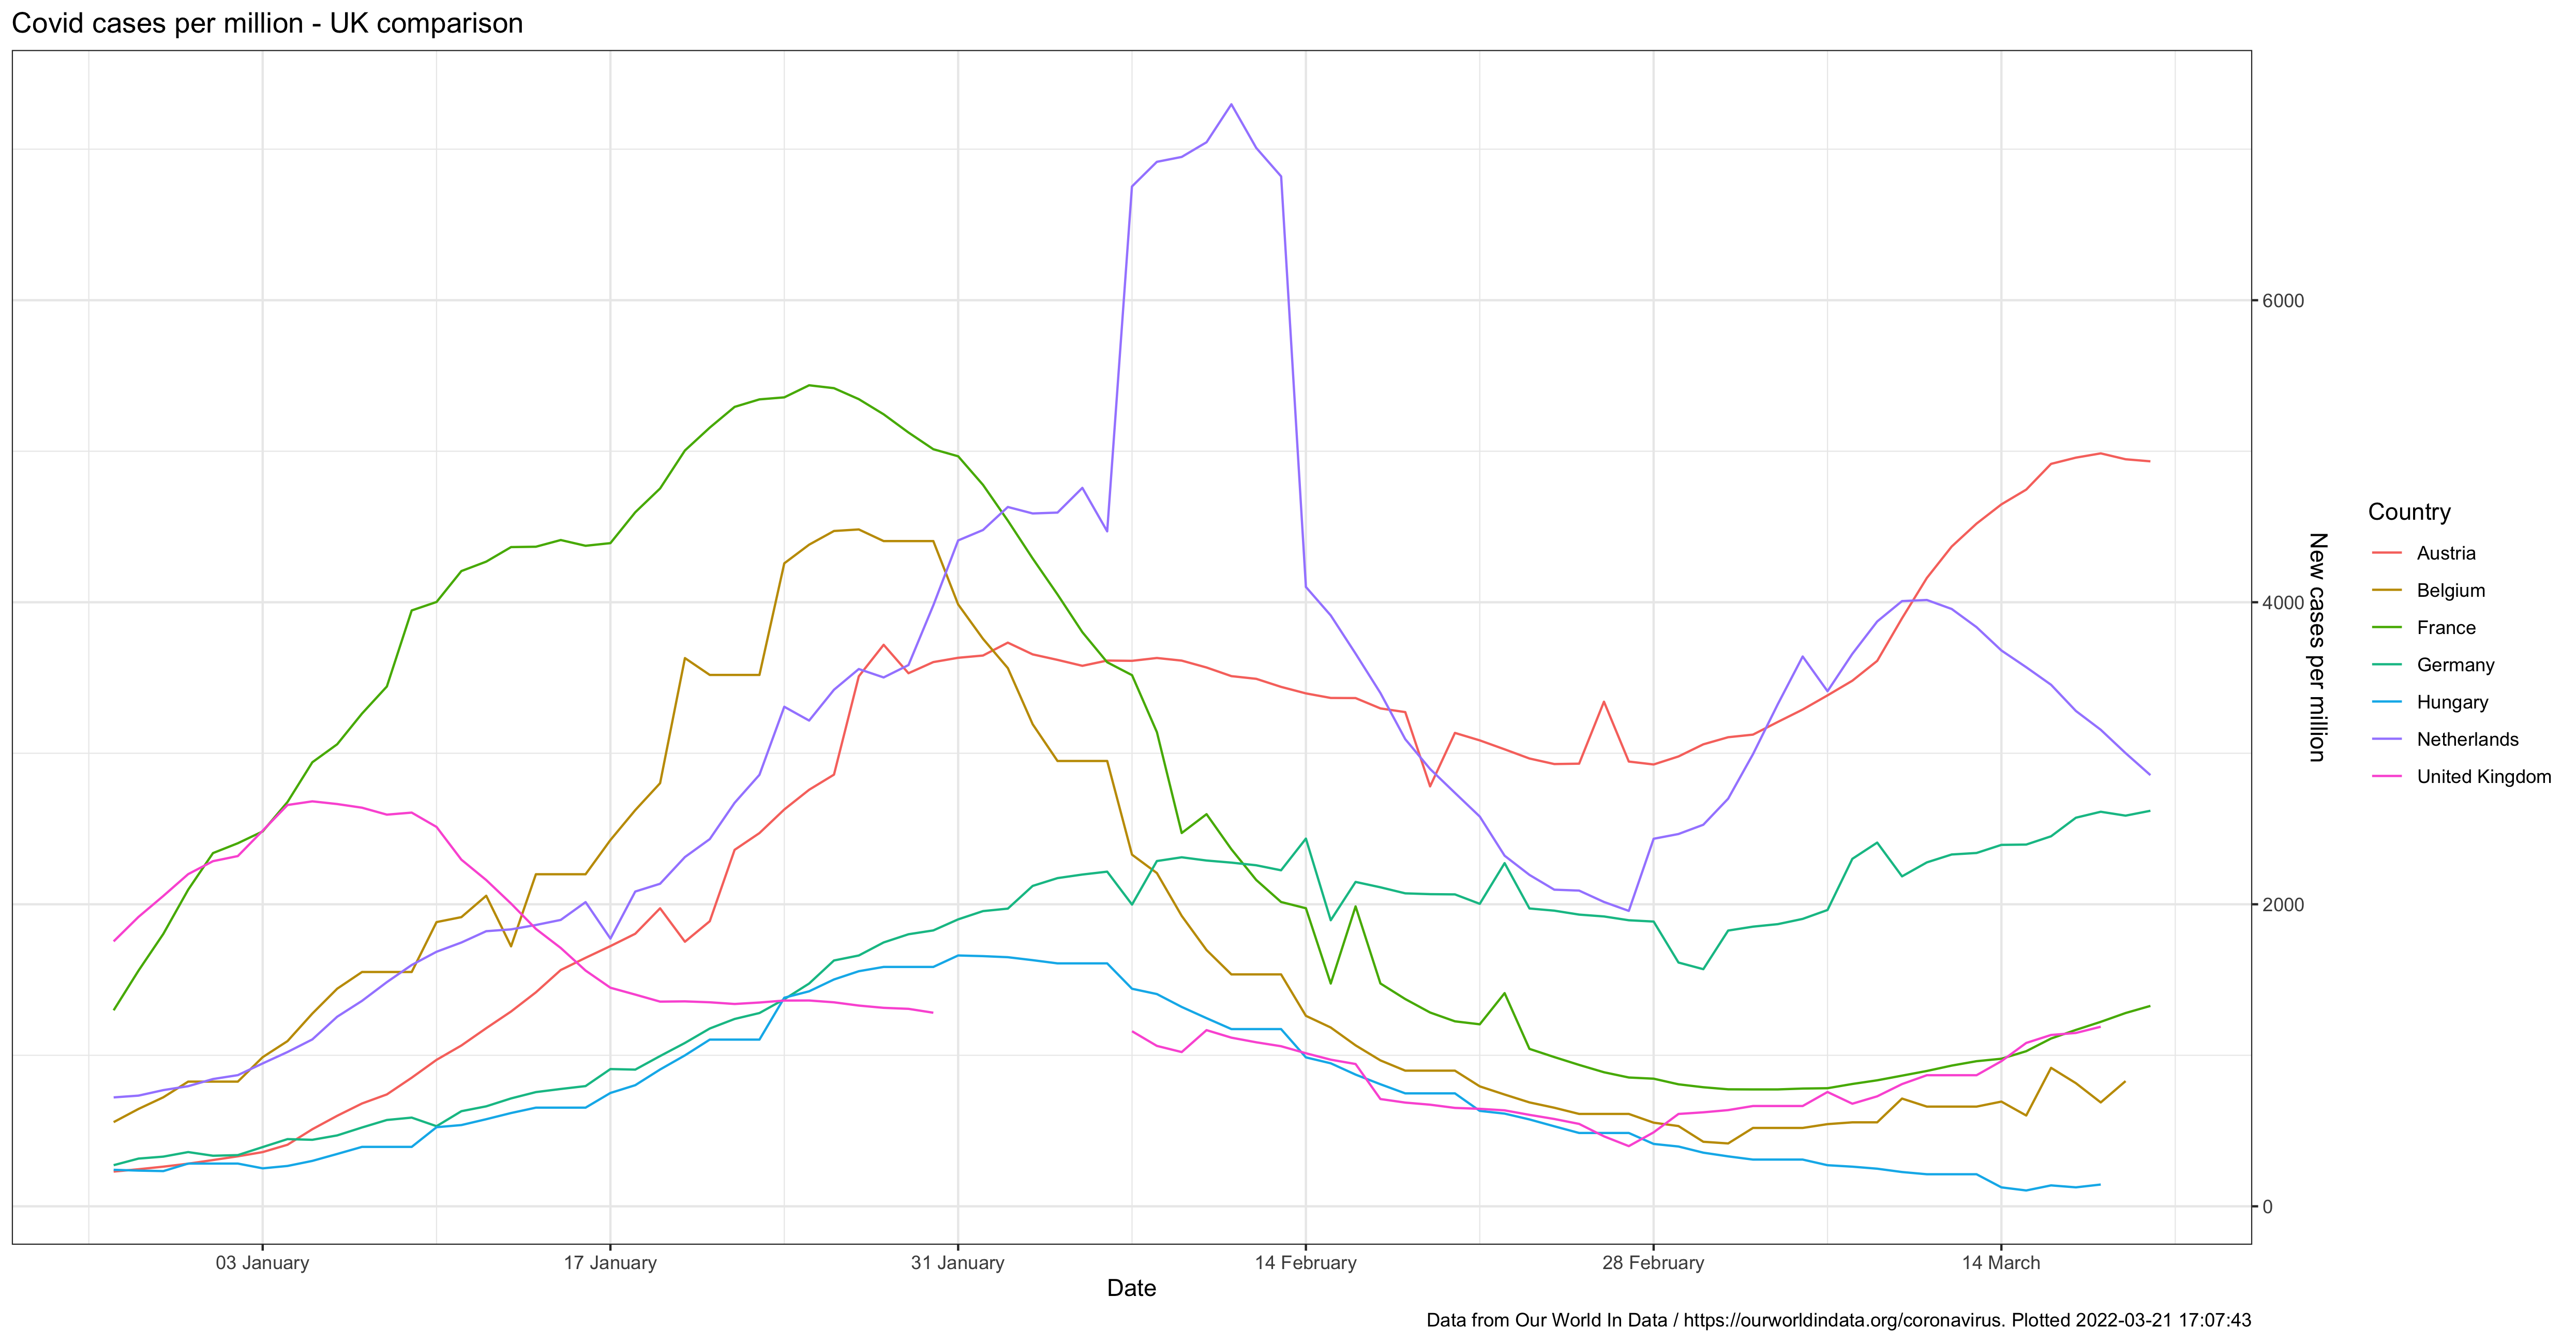 Covid cases per million - UK comparison
6000
4000
2000
0
New cases per million
03 January
17 January
31 January
14 February
28 February
14 March
Date
Country
Austria
Belgium
France
Germany
Hungary
Netherlands
United Kingdom
Data from Our World In Data / https://ourworldindata.org/coronavirus. Plotted 2022-03-21 17:07:43